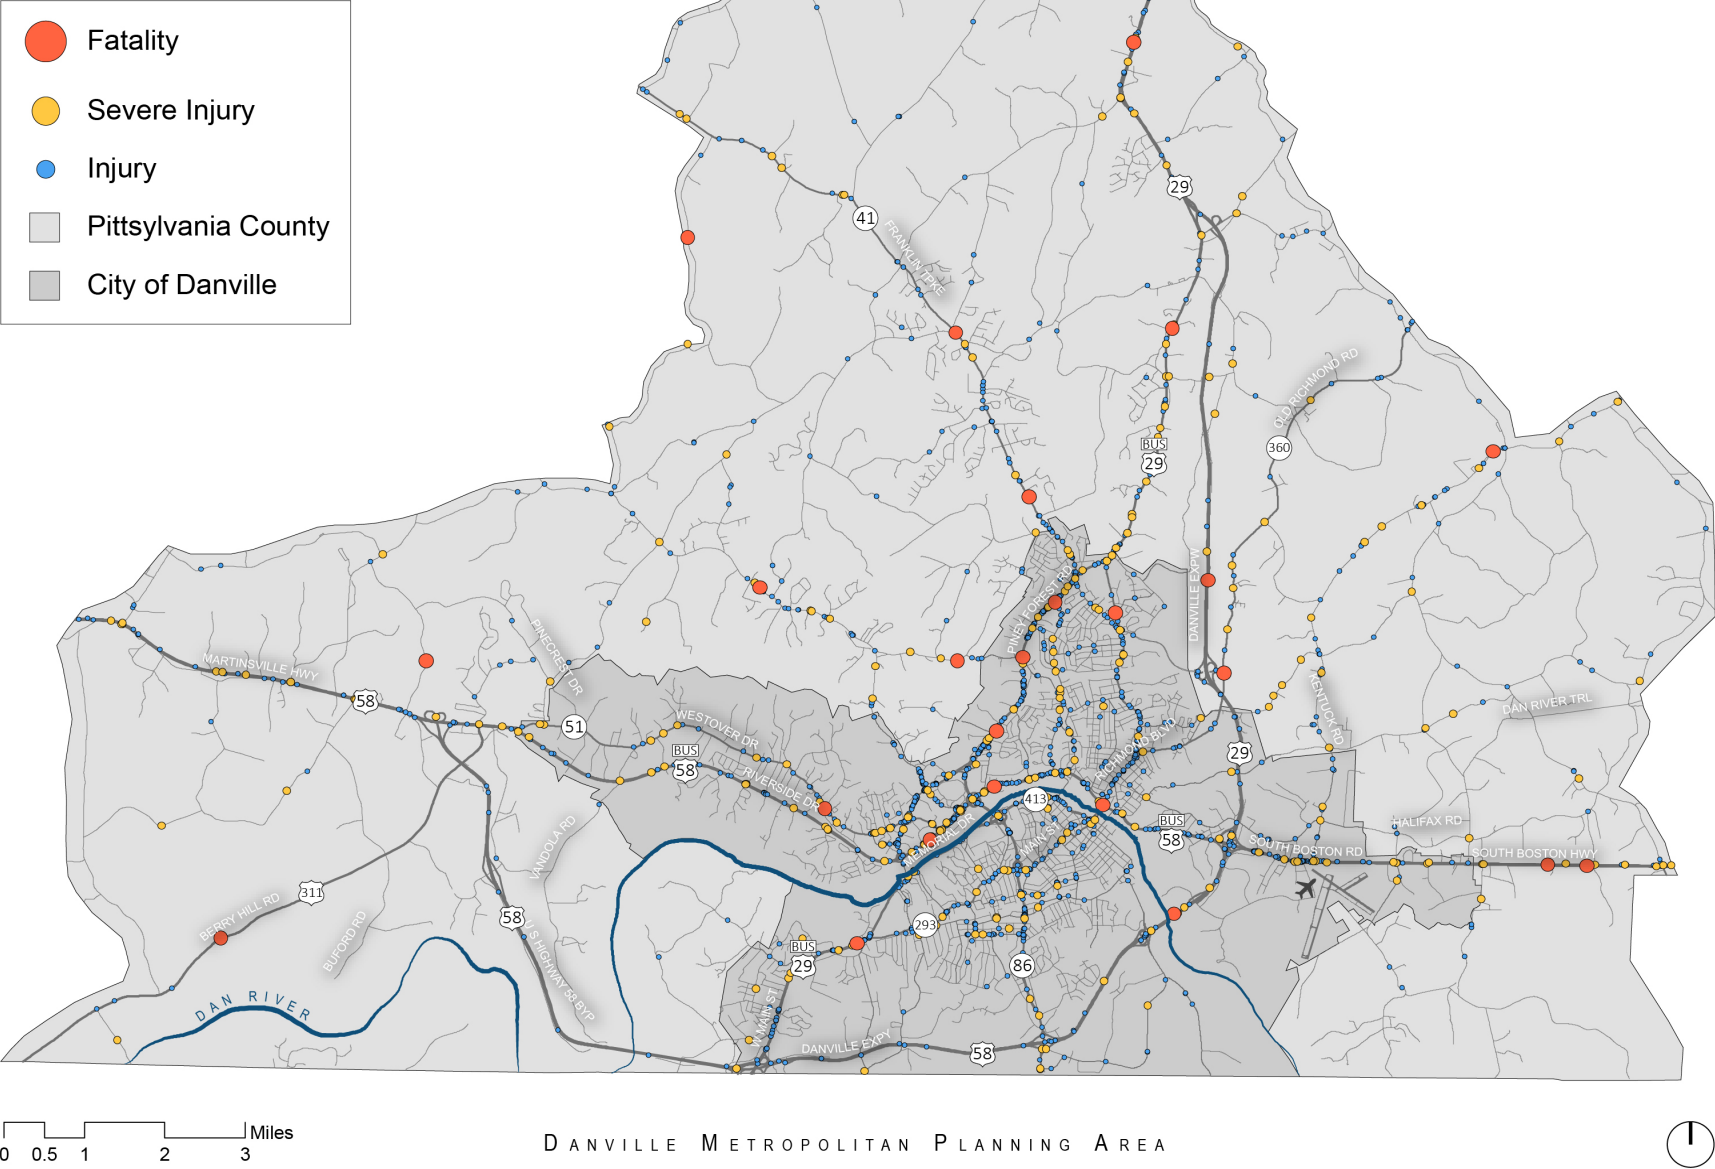 Fatality
Severe Injury
Injury
Pittsylvania County
City of Danville
29
41
FRANKLIN TPKE
OLD RICHMOND RD
BUS
29
360
DANVILLE EXPW
PINEY FOREST RD
PINECREST DR
MARTINSVILLE HWY
58
51
WESTOVER DR
BUS
58
RIVERSIDE DR
RICHMOND BLVD
KENTUCK RD
DAN RIVER TRL
29
413
MEMORIAL DR
MAIN ST
BUS
58
HALIFAX RD
SOUTH BOSTON RD
SOUTH BOSTON HWY
VANDOLA RD
311
BERRY HILL RD
BUFORD RD
58
U S HIGHWAY 58 BYP
293
BUS
29
86
W MAIN ST
DAN RIVER
DANVILLE EXPY
58
Miles
0 0.5 1 2 3
DANVILLE METROPOLITAN PLANNING AREA